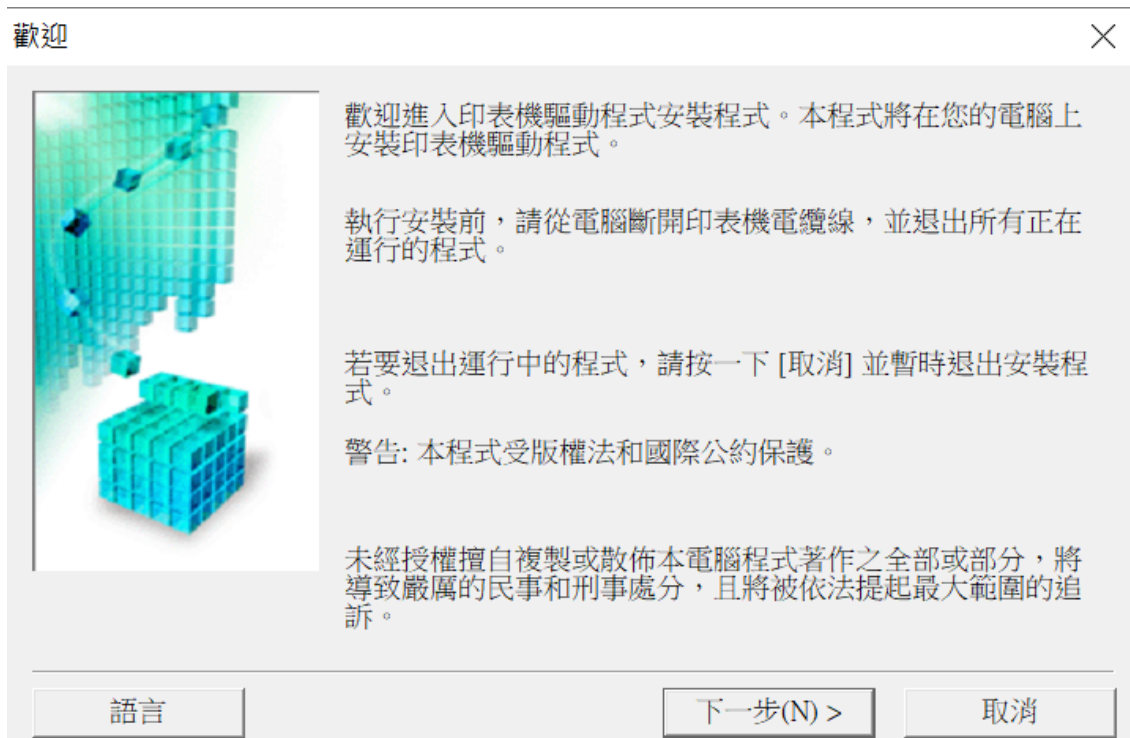 歡迎
歡迎進入印表機驅動程式安裝程式。本程式將在您的電腦上
安裝印表機驅動程式。
執行安裝前，請從電腦斷開印表機電纜線，並退出所有正在
運行的程式。
若要退出運行中的程式，請按一下 [取消] 並暫時退出安裝程
式。
警告: 本程式受版權法和國際公約保護。
未經授權擅自複製或散佈本電腦程式著作之全部或部分，將
導致嚴厲的民事和刑事處分，且將被依法提起最大範圍的追
訴。
語言
下一步(N) >
取消